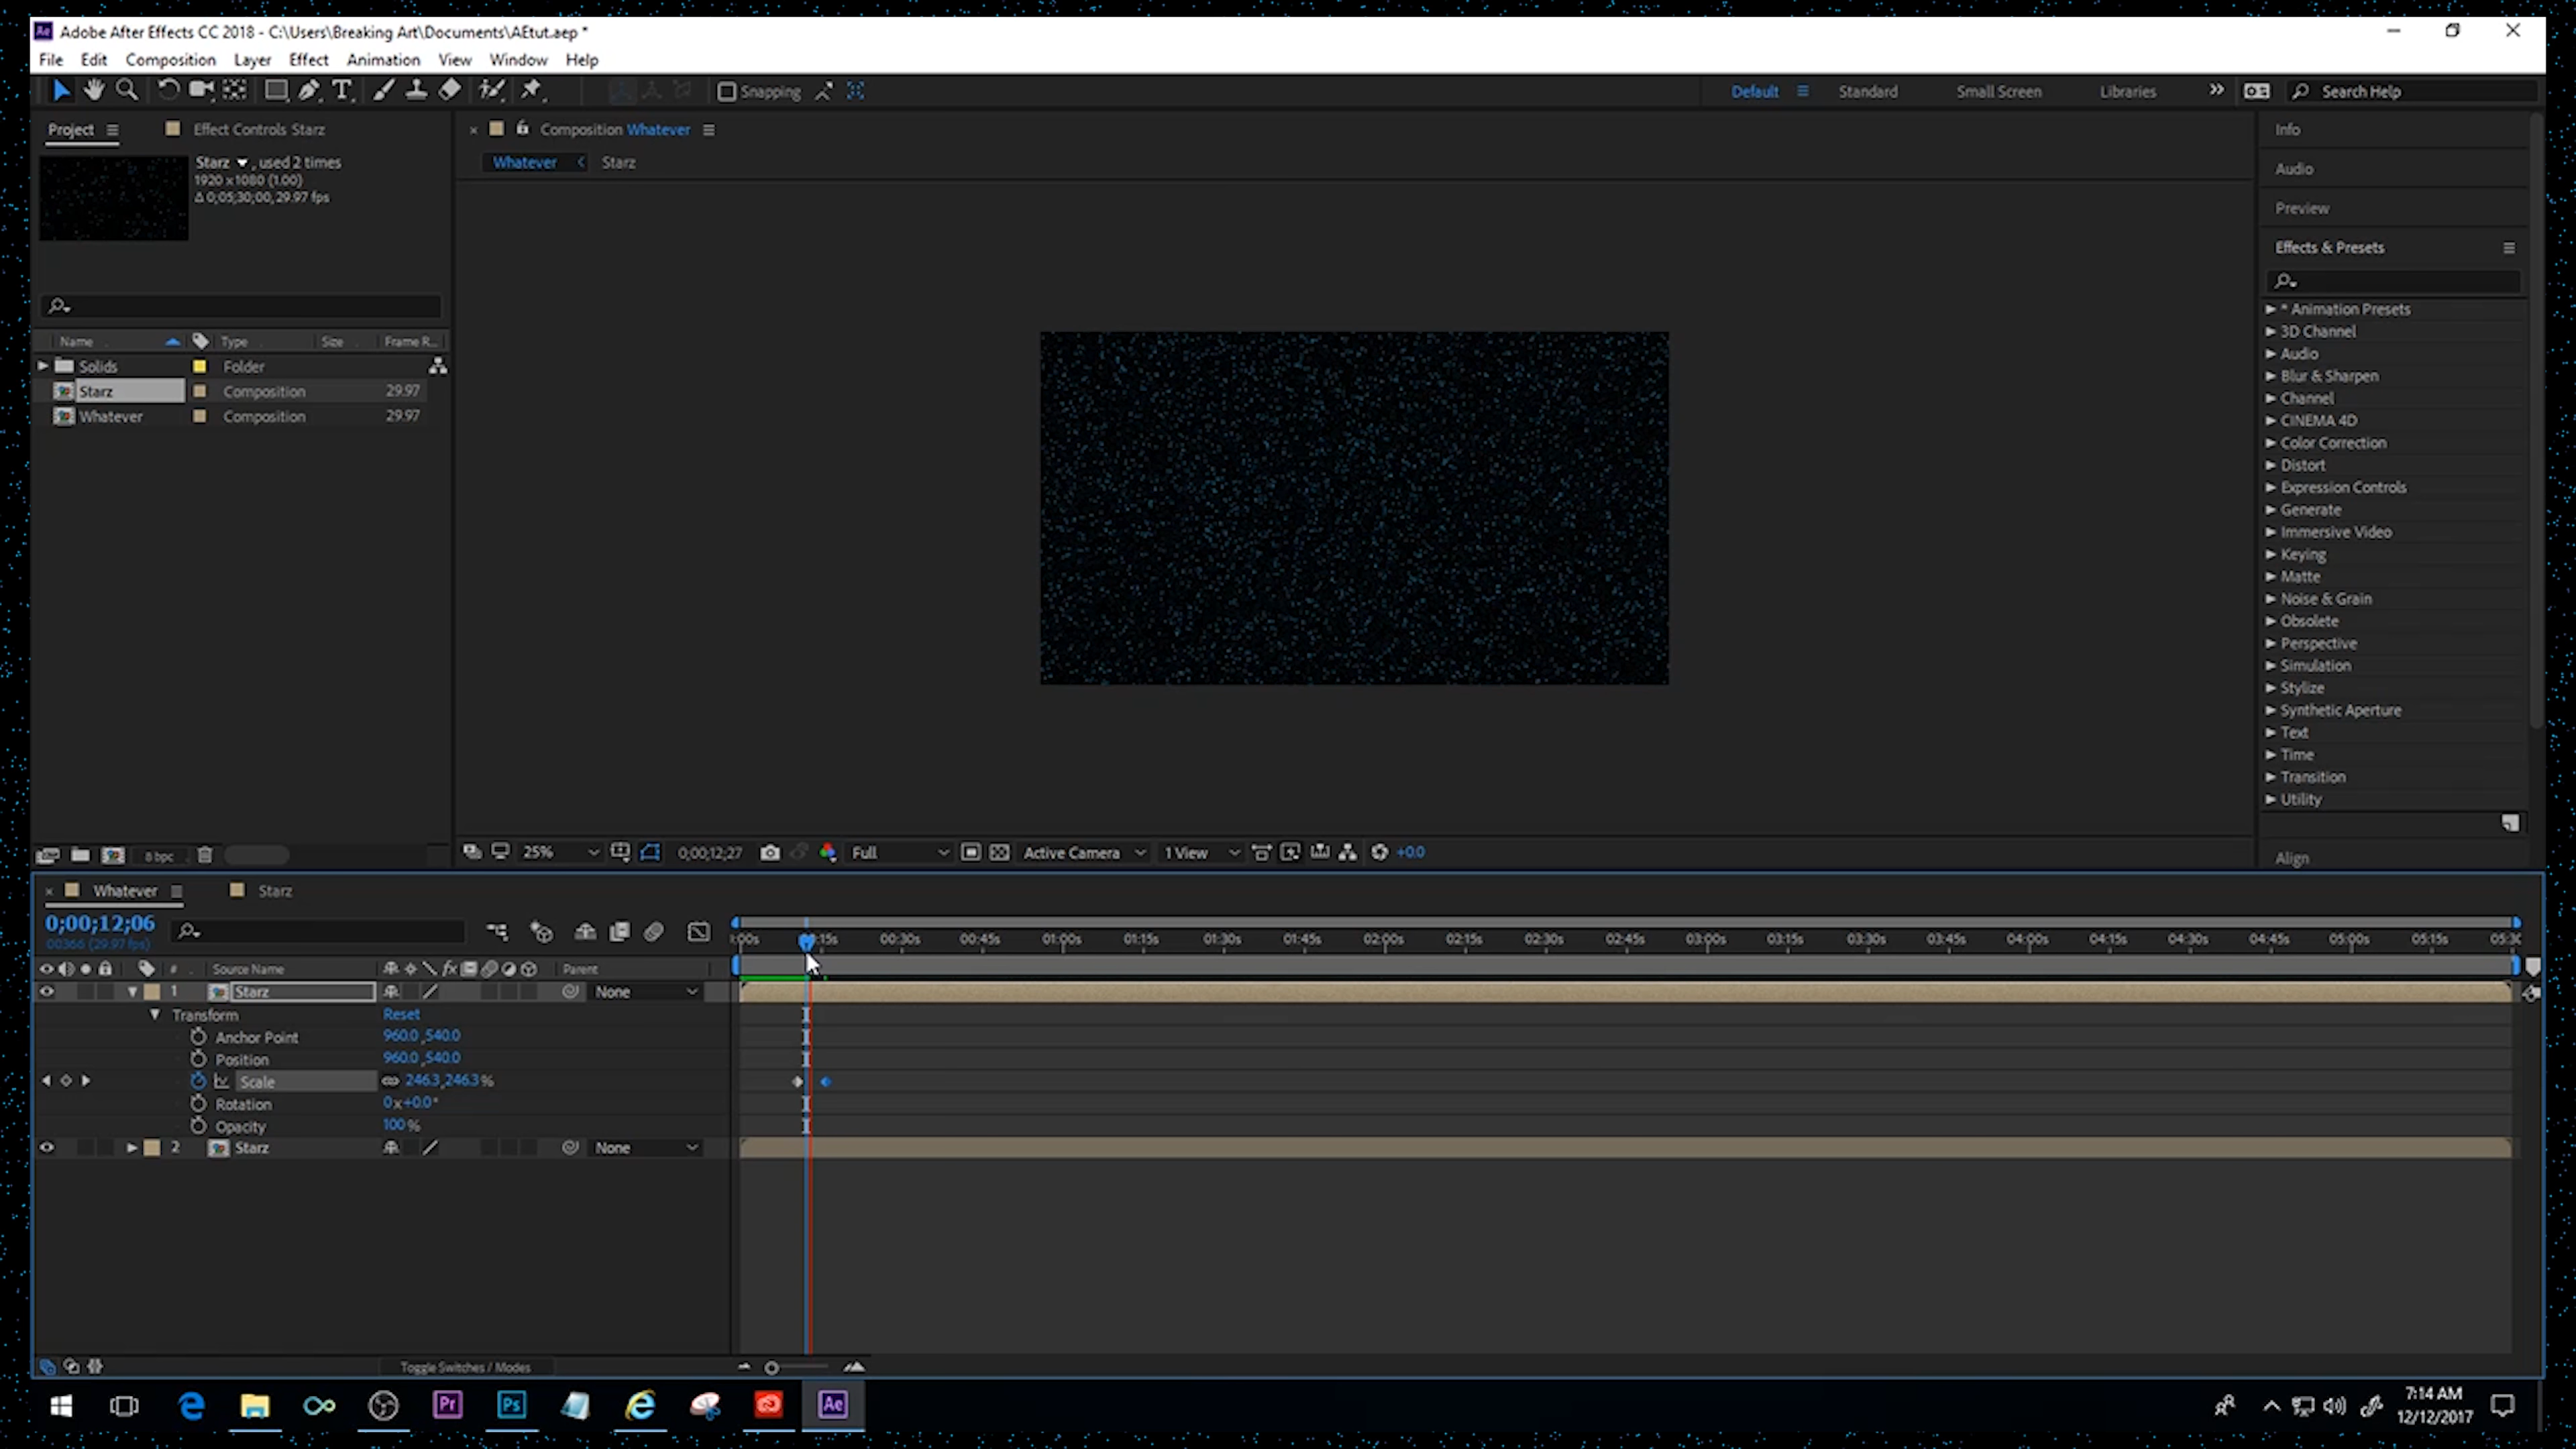 Adobe After Effects CC 2018 - C:\Users\Breaking Art\Documents\AEtut.aep *
File Edit Composition Layer Effect Animation View Window Help
Snapping Default Standard Small Screen Libraries Search Help
Project Effect Controls Starz
Starz , used 2 times
1920 x 1080 (1.00)
Δ 0;05;30;00, 29.97 fps
Name Type Size Frame R...
Solids Folder
Starz Composition 29.97
Whatever Composition 29.97
8 bpc
Composition Whatever
Whatever Starz
25% 0;00;12;27 Full Active Camera 1 View +0.0
Info
Audio
Preview
Effects & Presets
* Animation Presets
3D Channel
Audio
Blur & Sharpen
Channel
CINEMA 4D
Color Correction
Distort
Expression Controls
Generate
Immersive Video
Keying
Matte
Noise & Grain
Obsolete
Perspective
Simulation
Stylize
Synthetic Aperture
Text
Time
Transition
Utility
Align
Whatever Starz
0;00;12;06
00366 (29.97 fps)
:00s 15s 00:30s 00:45s 01:00s 01:15s 01:30s 01:45s 02:00s 02:15s 02:30s 02:45s 03:00s 03:15s 03:30s 03:45s 04:00s 04:15s 04:30s 04:45s 05:00s 05:15s 05:30
# Source Name fx Parent
1 Starz None
Transform Reset
Anchor Point 960.0 ,540.0
Position 960.0 ,540.0
Scale 246.3 ,246.3 %
Rotation 0 x +0.0 °
Opacity 100 %
2 Starz None
Toggle Switches / Modes
Pr Ps Ae
7:14 AM
12/12/2017